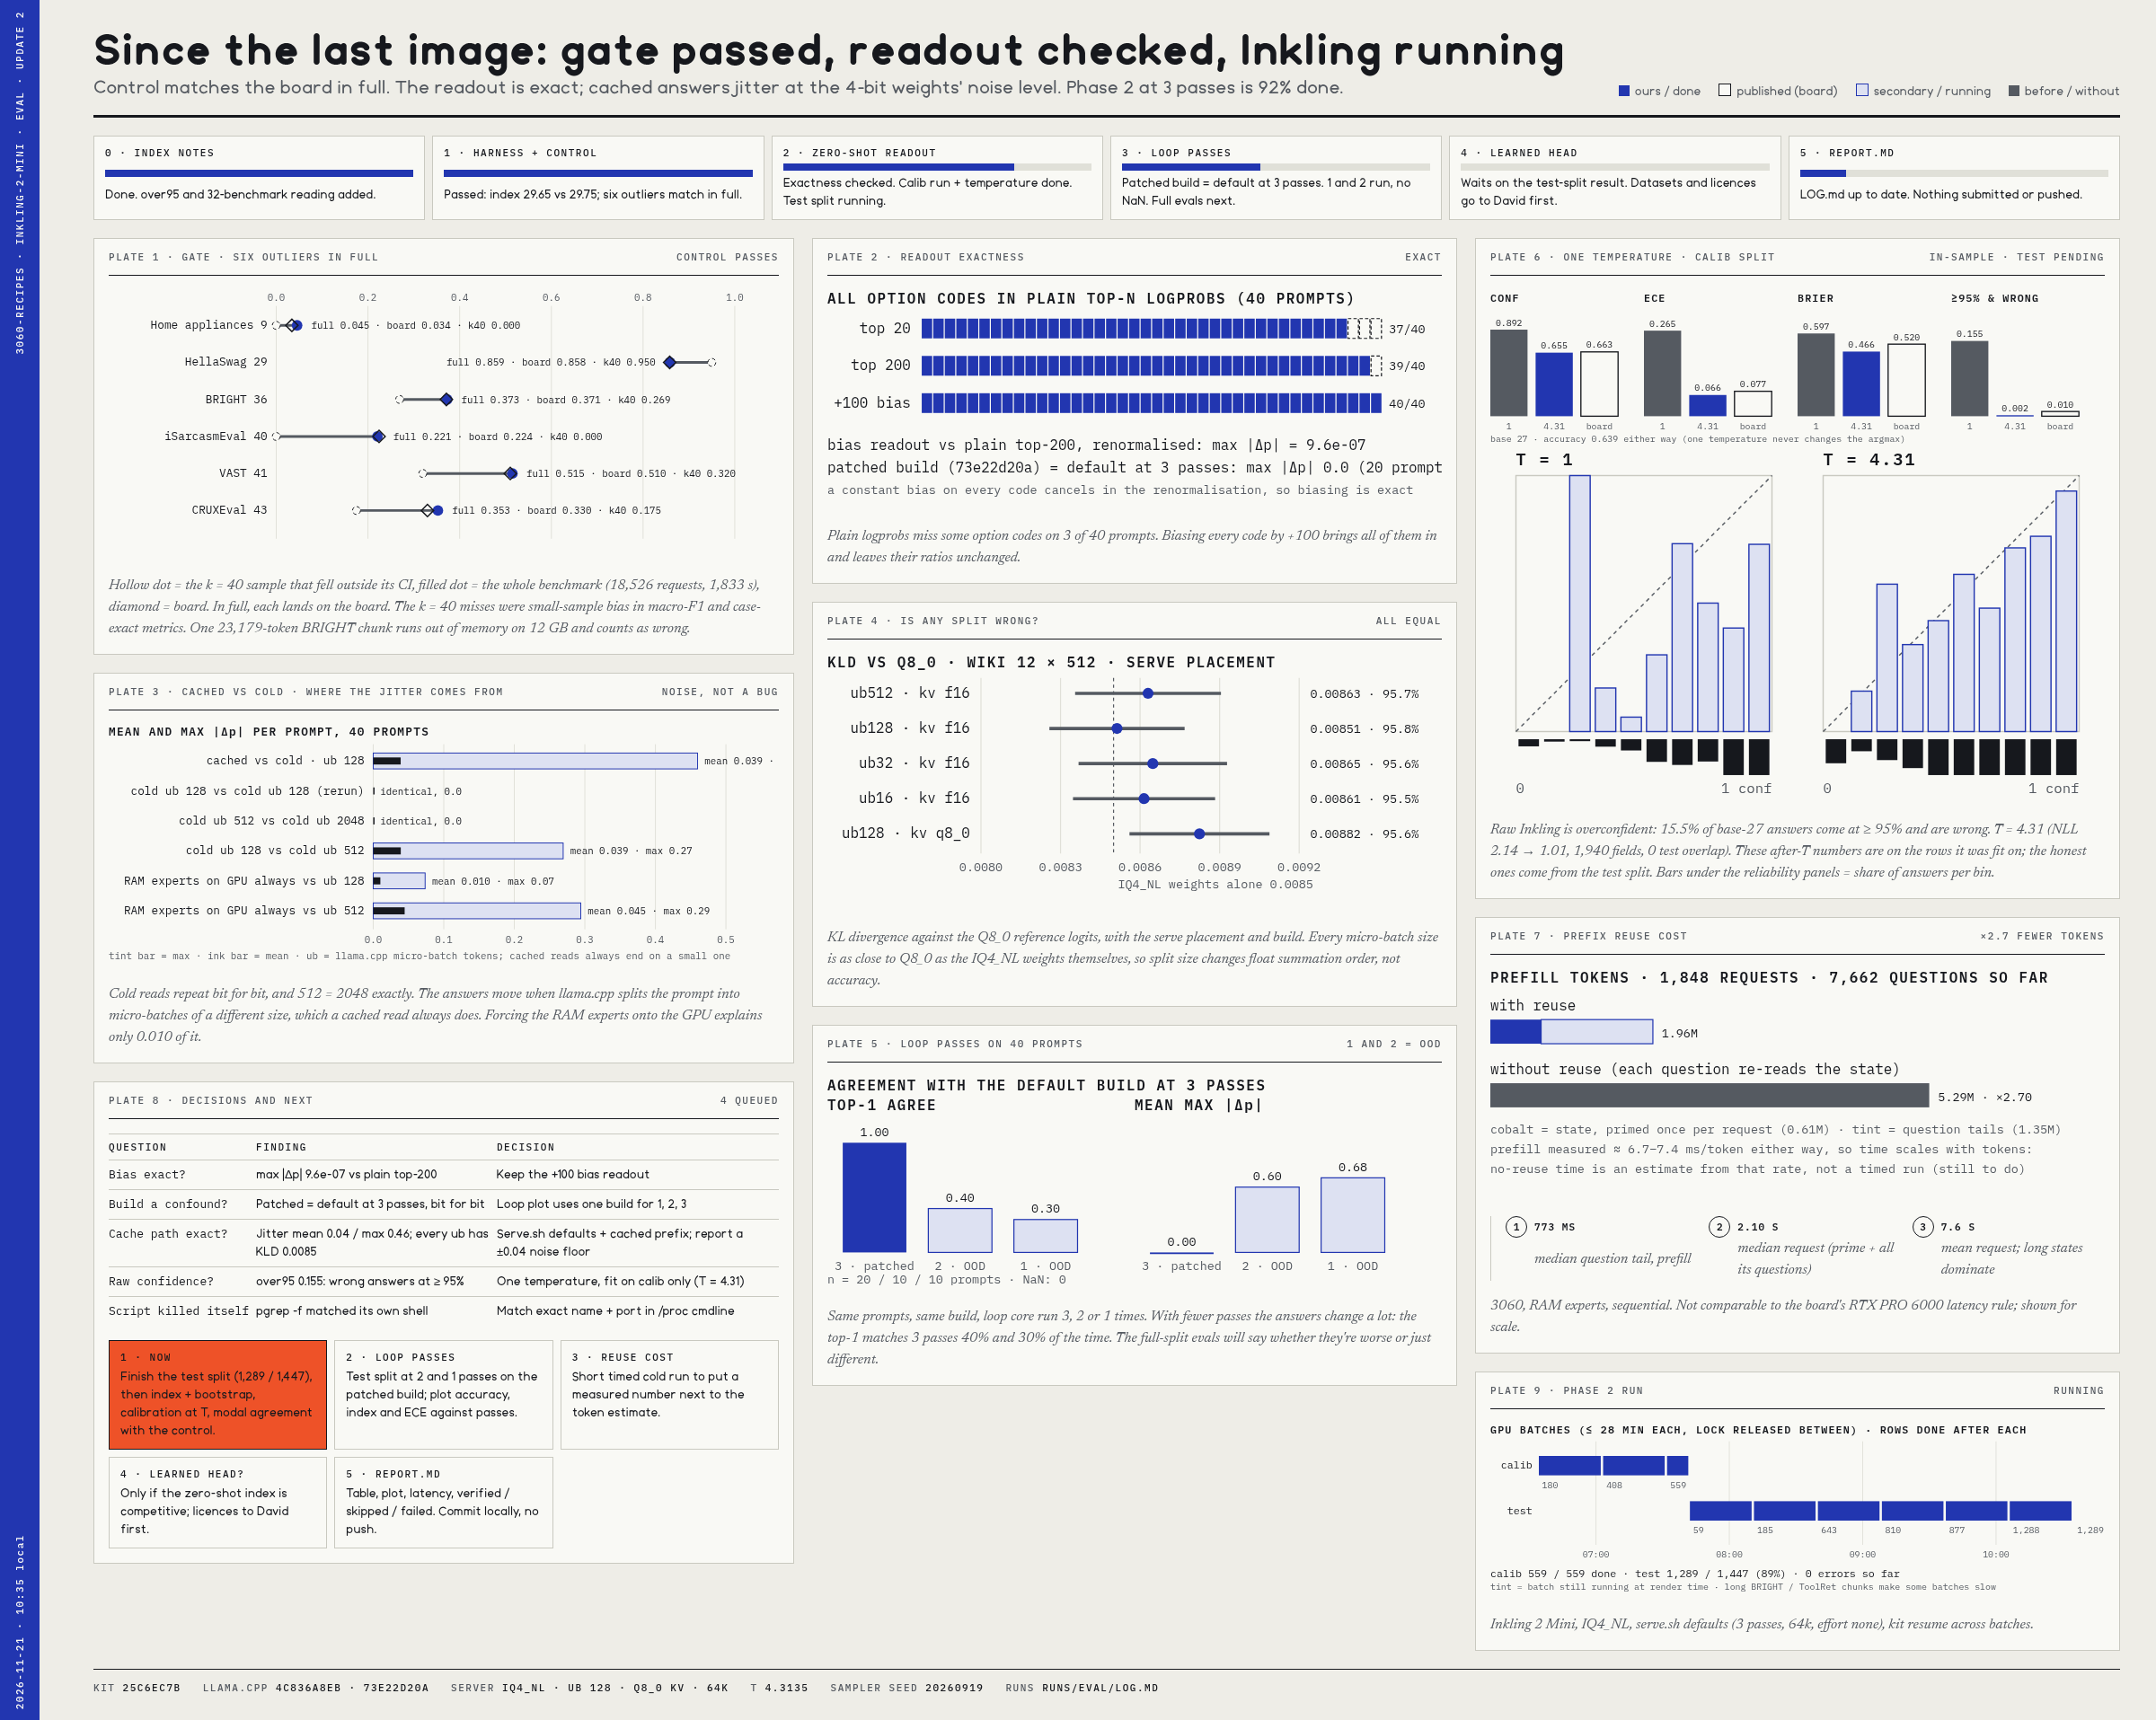 3060-RECIPES · INKLING-2-MINI · EVAL · UPDATE 2
2026-11-21 · 10:35 local
Since the last image: gate passed, readout checked, Inkling running
Control matches the board in full. The readout is exact; cached answers jitter at the 4-bit weights' noise level. Phase 2 at 3 passes is 92% done.
ours / done
published (board)
secondary / running
before / without
0 · INDEX NOTES
Done. over95 and 32-benchmark reading added.
1 · HARNESS + CONTROL
Passed: index 29.65 vs 29.75; six outliers match in full.
2 · ZERO-SHOT READOUT
Exactness checked. Calib run + temperature done.
Test split running.
3 · LOOP PASSES
Patched build = default at 3 passes. 1 and 2 run, no
NaN. Full evals next.
4 · LEARNED HEAD
Waits on the test-split result. Datasets and licences
go to David first.
5 · REPORT.MD
LOG.md up to date. Nothing submitted or pushed.
PLATE 1 · GATE · SIX OUTLIERS IN FULL
CONTROL PASSES
0.0 0.2 0.4 0.6 0.8 1.0
Home appliances 9 full 0.045 · board 0.034 · k40 0.000
HellaSwag 29 full 0.859 · board 0.858 · k40 0.950
BRIGHT 36 full 0.373 · board 0.371 · k40 0.269
iSarcasmEval 40 full 0.221 · board 0.224 · k40 0.000
VAST 41 full 0.515 · board 0.510 · k40 0.320
CRUXEval 43 full 0.353 · board 0.330 · k40 0.175
Hollow dot = the k = 40 sample that fell outside its CI, filled dot = the whole benchmark (18,526 requests, 1,833 s),
diamond = board. In full, each lands on the board. The k = 40 misses were small-sample bias in macro-F1 and case-
exact metrics. One 23,179-token BRIGHT chunk runs out of memory on 12 GB and counts as wrong.
PLATE 3 · CACHED VS COLD · WHERE THE JITTER COMES FROM
NOISE, NOT A BUG
MEAN AND MAX |Δp| PER PROMPT, 40 PROMPTS
cached vs cold · ub 128 mean 0.039 ·
cold ub 128 vs cold ub 128 (rerun) identical, 0.0
cold ub 512 vs cold ub 2048 identical, 0.0
cold ub 128 vs cold ub 512 mean 0.039 · max 0.27
RAM experts on GPU always vs ub 128 mean 0.010 · max 0.07
RAM experts on GPU always vs ub 512 mean 0.045 · max 0.29
0.0 0.1 0.2 0.3 0.4 0.5
tint bar = max · ink bar = mean · ub = llama.cpp micro-batch tokens; cached reads always end on a small one
Cold reads repeat bit for bit, and 512 = 2048 exactly. The answers move when llama.cpp splits the prompt into
micro-batches of a different size, which a cached read always does. Forcing the RAM experts onto the GPU explains
only 0.010 of it.
PLATE 8 · DECISIONS AND NEXT
4 QUEUED
QUESTION FINDING DECISION
Bias exact? max |Δp| 9.6e-07 vs plain top-200 Keep the +100 bias readout
Build a confound? Patched = default at 3 passes, bit for bit Loop plot uses one build for 1, 2, 3
Cache path exact? Jitter mean 0.04 / max 0.46; every ub has Serve.sh defaults + cached prefix; report a
KLD 0.0085 ±0.04 noise floor
Raw confidence? over95 0.155: wrong answers at ≥ 95% One temperature, fit on calib only (T = 4.31)
Script killed itself pgrep -f matched its own shell Match exact name + port in /proc cmdline
1 · NOW
Finish the test split (1,289 / 1,447),
then index + bootstrap,
calibration at T, modal agreement
with the control.
2 · LOOP PASSES
Test split at 2 and 1 passes on the
patched build; plot accuracy,
index and ECE against passes.
3 · REUSE COST
Short timed cold run to put a
measured number next to the
token estimate.
4 · LEARNED HEAD?
Only if the zero-shot index is
competitive; licences to David
first.
5 · REPORT.MD
Table, plot, latency, verified /
skipped / failed. Commit locally, no
push.
PLATE 2 · READOUT EXACTNESS
EXACT
ALL OPTION CODES IN PLAIN TOP-N LOGPROBS (40 PROMPTS)
top 20 37/40
top 200 39/40
+100 bias 40/40
bias readout vs plain top-200, renormalised: max |Δp| = 9.6e-07
patched build (73e22d20a) = default at 3 passes: max |Δp| 0.0 (20 prompt
a constant bias on every code cancels in the renormalisation, so biasing is exact
Plain logprobs miss some option codes on 3 of 40 prompts. Biasing every code by +100 brings all of them in
and leaves their ratios unchanged.
PLATE 4 · IS ANY SPLIT WRONG?
ALL EQUAL
KLD VS Q8_0 · WIKI 12 × 512 · SERVE PLACEMENT
ub512 · kv f16 0.00863 · 95.7%
ub128 · kv f16 0.00851 · 95.8%
ub32 · kv f16 0.00865 · 95.6%
ub16 · kv f16 0.00861 · 95.5%
ub128 · kv q8_0 0.00882 · 95.6%
0.0080 0.0083 0.0086 0.0089 0.0092
IQ4_NL weights alone 0.0085
KL divergence against the Q8_0 reference logits, with the serve placement and build. Every micro-batch size
is as close to Q8_0 as the IQ4_NL weights themselves, so split size changes float summation order, not
accuracy.
PLATE 5 · LOOP PASSES ON 40 PROMPTS
1 AND 2 = OOD
AGREEMENT WITH THE DEFAULT BUILD AT 3 PASSES
TOP-1 AGREE MEAN MAX |Δp|
1.00 0.40 0.30 0.00 0.60 0.68
3 · patched 2 · OOD 1 · OOD 3 · patched 2 · OOD 1 · OOD
n = 20 / 10 / 10 prompts · NaN: 0
Same prompts, same build, loop core run 3, 2 or 1 times. With fewer passes the answers change a lot: the
top-1 matches 3 passes 40% and 30% of the time. The full-split evals will say whether they're worse or just
different.
PLATE 6 · ONE TEMPERATURE · CALIB SPLIT
IN-SAMPLE · TEST PENDING
CONF ECE BRIER ≥95% & WRONG
0.892 0.655 0.663 0.265 0.066 0.077 0.597 0.466 0.520 0.155 0.002 0.010
1 4.31 board 1 4.31 board 1 4.31 board 1 4.31 board
base 27 · accuracy 0.639 either way (one temperature never changes the argmax)
T = 1 T = 4.31
0 1 conf 0 1 conf
Raw Inkling is overconfident: 15.5% of base-27 answers come at ≥ 95% and are wrong. T = 4.31 (NLL
2.14 → 1.01, 1,940 fields, 0 test overlap). These after-T numbers are on the rows it was fit on; the honest
ones come from the test split. Bars under the reliability panels = share of answers per bin.
PLATE 7 · PREFIX REUSE COST
×2.7 FEWER TOKENS
PREFILL TOKENS · 1,848 REQUESTS · 7,662 QUESTIONS SO FAR
with reuse
1.96M
without reuse (each question re-reads the state)
5.29M · ×2.70
cobalt = state, primed once per request (0.61M) · tint = question tails (1.35M)
prefill measured ≈ 6.7–7.4 ms/token either way, so time scales with tokens:
no-reuse time is an estimate from that rate, not a timed run (still to do)
1 773 MS
median question tail, prefill
2 2.10 S
median request (prime + all
its questions)
3 7.6 S
mean request; long states
dominate
3060, RAM experts, sequential. Not comparable to the board's RTX PRO 6000 latency rule; shown for
scale.
PLATE 9 · PHASE 2 RUN
RUNNING
GPU BATCHES (≤ 28 MIN EACH, LOCK RELEASED BETWEEN) · ROWS DONE AFTER EACH
calib
180 408 559
test
59 185 643 810 877 1,288 1,289
07:00 08:00 09:00 10:00
calib 559 / 559 done · test 1,289 / 1,447 (89%) · 0 errors so far
tint = batch still running at render time · long BRIGHT / ToolRet chunks make some batches slow
Inkling 2 Mini, IQ4_NL, serve.sh defaults (3 passes, 64k, effort none), kit resume across batches.
KIT 25C6EC7B LLAMA.CPP 4C836A8EB · 73E22D20A SERVER IQ4_NL · UB 128 · Q8_0 KV · 64K T 4.3135 SAMPLER SEED 20260919 RUNS RUNS/EVAL/LOG.MD